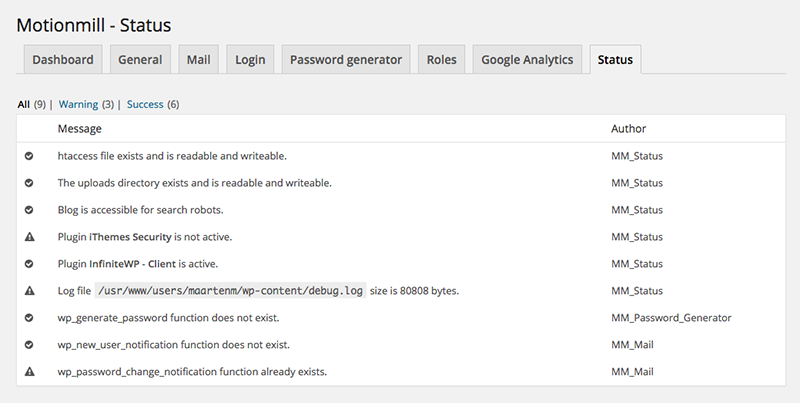 Motionmill - Status
Dashboard General Mail Login Password generator Roles Google Analytics Status
All (9) | Warning (3) | Success (6)
Message Author
htaccess file exists and is readable and writeable. MM_Status
The uploads directory exists and is readable and writeable. MM_Status
Blog is accessible for search robots. MM_Status
Plugin iThemes Security is not active. MM_Status
Plugin InfiniteWP - Client is active. MM_Status
Log file /usr/www/users/maartenm/wp-content/debug.log size is 80808 bytes. MM_Status
wp_generate_password function does not exist. MM_Password_Generator
wp_new_user_notification function does not exist. MM_Mail
wp_password_change_notification function already exists. MM_Mail